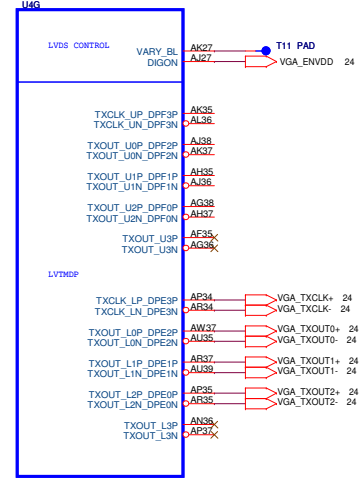 U4G
LVDS CONTROL
VARY_BL AK27 T11 PAD
DIGON AJ27 VGA_ENVDD 24
TXCLK_UP_DPF3P AK35
TXCLK_UN_DPF3N AL36
TXOUT_U0P_DPF2P AJ38
TXOUT_U0N_DPF2N AK37
TXOUT_U1P_DPF1P AH35
TXOUT_U1N_DPF1N AJ36
TXOUT_U2P_DPF0P AG38
TXOUT_U2N_DPF0N AH37
TXOUT_U3P AF35
TXOUT_U3N AG36
LVTMDP
TXCLK_LP_DPE3P AP34 VGA_TXCLK+ 24
TXCLK_LN_DPE3N AR34 VGA_TXCLK- 24
TXOUT_L0P_DPE2P AW37 VGA_TXOUT0+ 24
TXOUT_L0N_DPE2N AU35 VGA_TXOUT0- 24
TXOUT_L1P_DPE1P AR37 VGA_TXOUT1+ 24
TXOUT_L1N_DPE1N AU39 VGA_TXOUT1- 24
TXOUT_L2P_DPE0P AP35 VGA_TXOUT2+ 24
TXOUT_L2N_DPE0N AR35 VGA_TXOUT2- 24
TXOUT_L3P AN36
TXOUT_L3N AP37